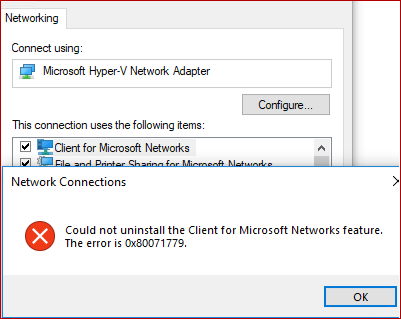 Networking
Connect using:
Microsoft Hyper-V Network Adapter
Configure...
This connection uses the following items:
Client for Microsoft Networks
File and Printer Sharing for Microsoft Networks
Network Connections
Could not uninstall the Client for Microsoft Networks feature.
The error is 0x80071779.
OK